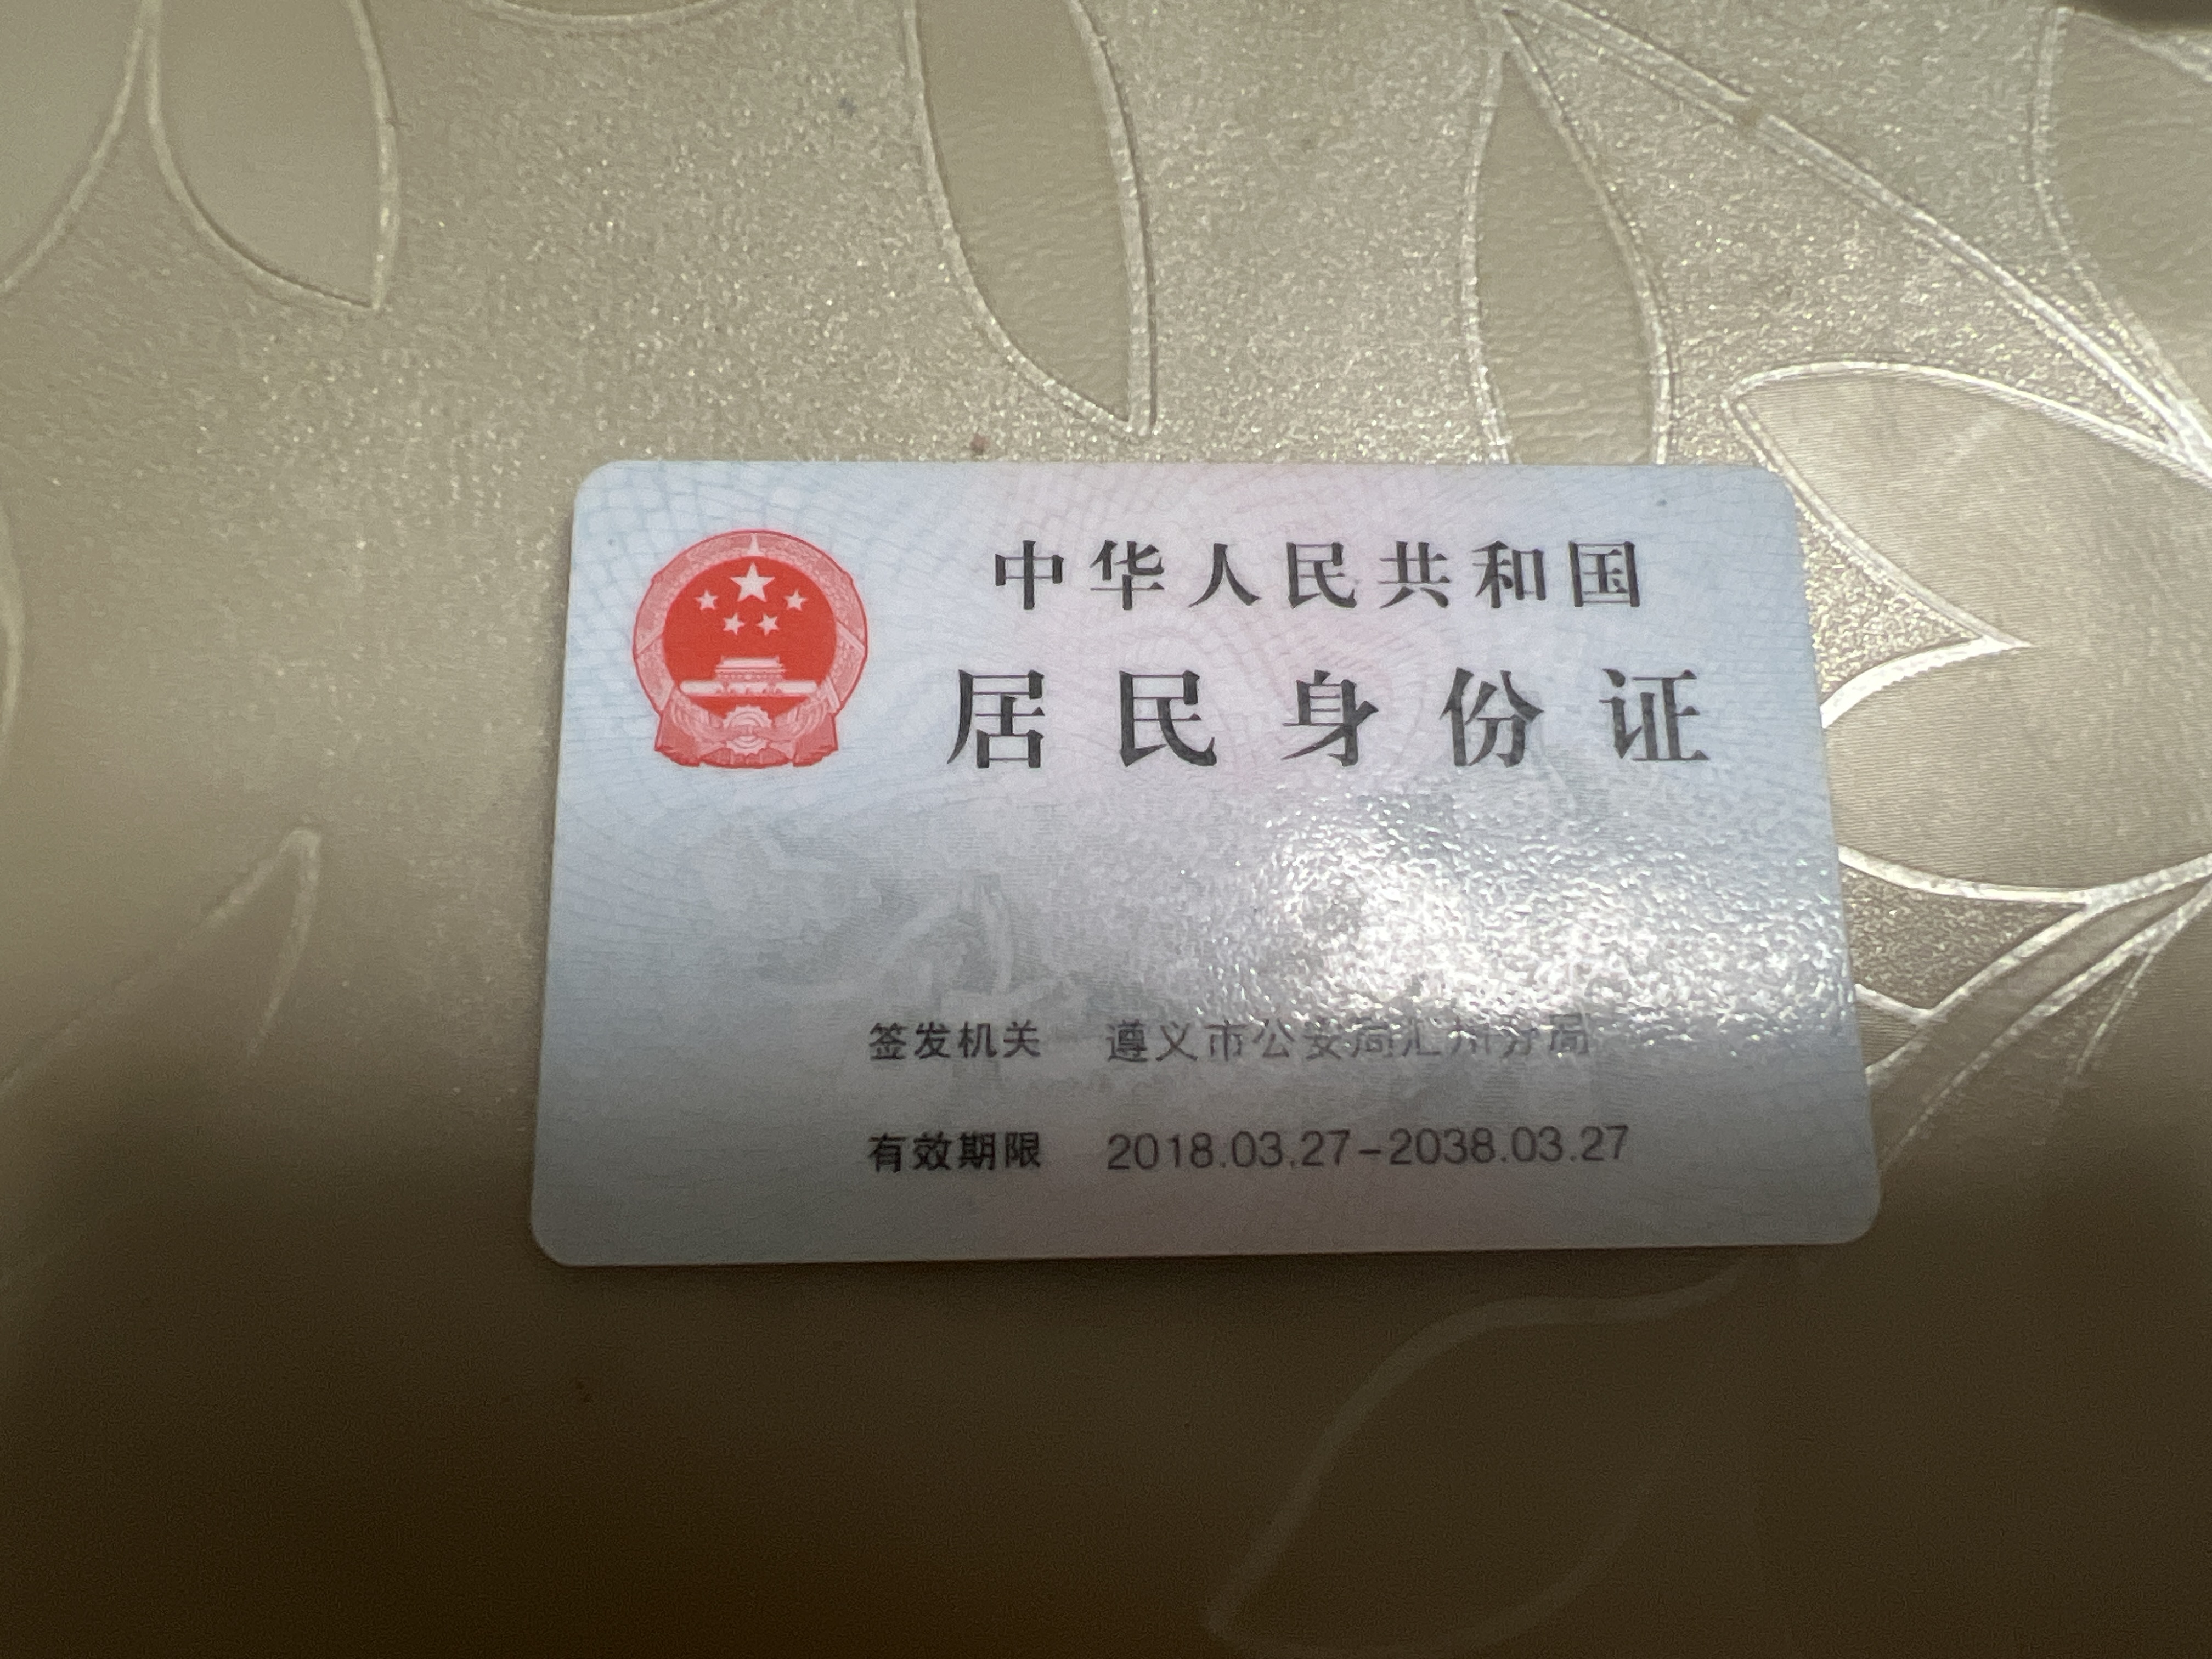 中华人民共和国
居民身份证
签发机关 遵义市公安局汇川分局
有效期限 2018.03.27-2038.03.27